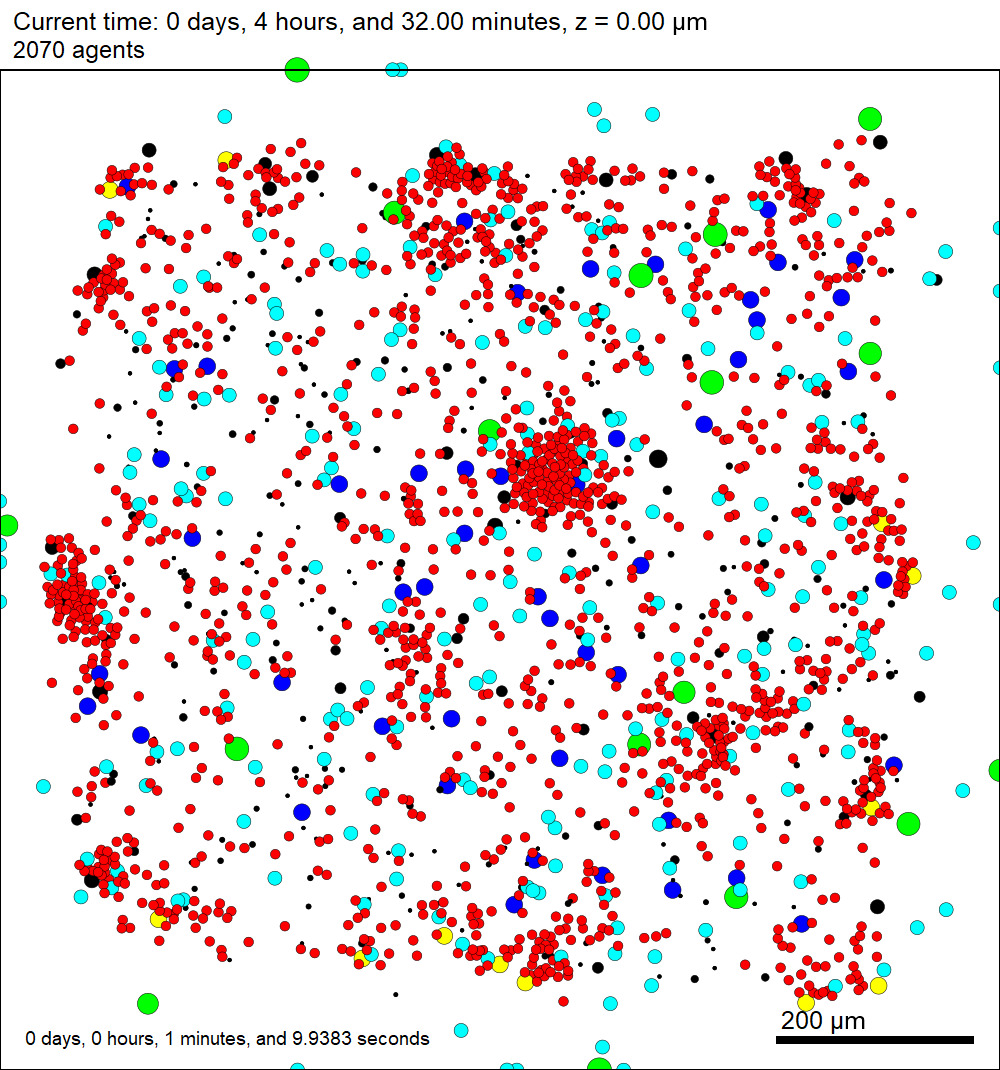 Current time: 0 days, 4 hours, and 32.00 minutes, z = 0.00 μm
2070 agents
200 μm
0 days, 0 hours, 1 minutes, and 9.9383 seconds